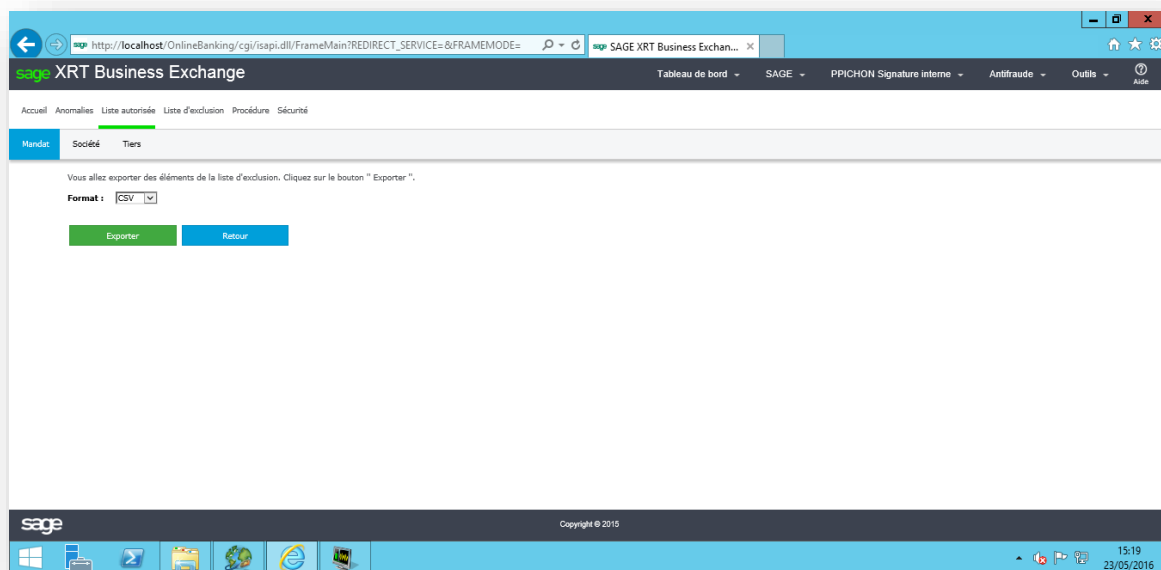 sage http://localhost/OnlineBanking/cgi/isapi.dll/FrameMain?REDIRECT_SERVICE=&FRAMEMODE= sage SAGE XRT Business Exchan...
sage XRT Business Exchange Tableau de bord SAGE PPICHON Signature interne Antifraude Outils Aide
Accueil Anomalies Liste autorisée Liste d'exclusion Procédure Sécurité
Mandat Société Tiers
Vous allez exporter des éléments de la liste d'exclusion. Cliquez sur le bouton " Exporter ".
Format : CSV
Exporter Retour
sage Copyright © 2015
15:19
23/05/2016